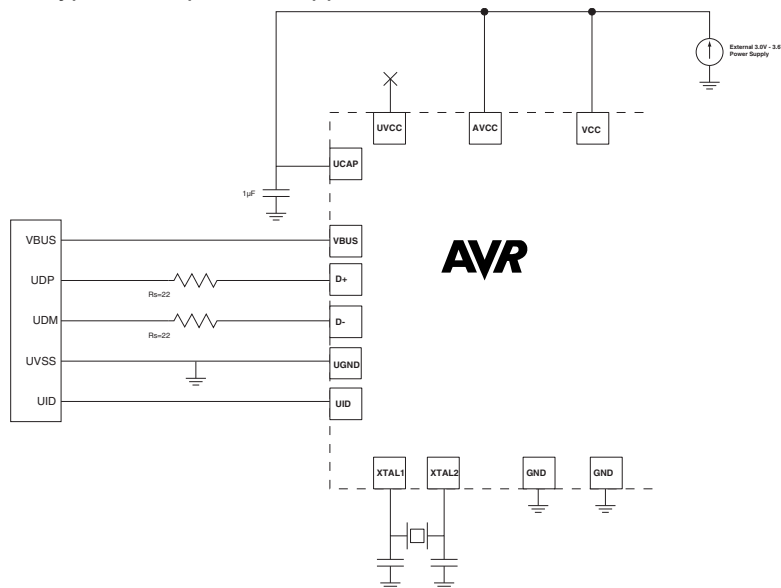 External 3.0V - 3.6
Power Supply
UVCC
AVCC
VCC
UCAP
1µF
VBUS
VBUS
UDP
Rs=22
D+
UDM
Rs=22
D-
UVSS
UGND
UID
UID
AVR
XTAL1
XTAL2
GND
GND